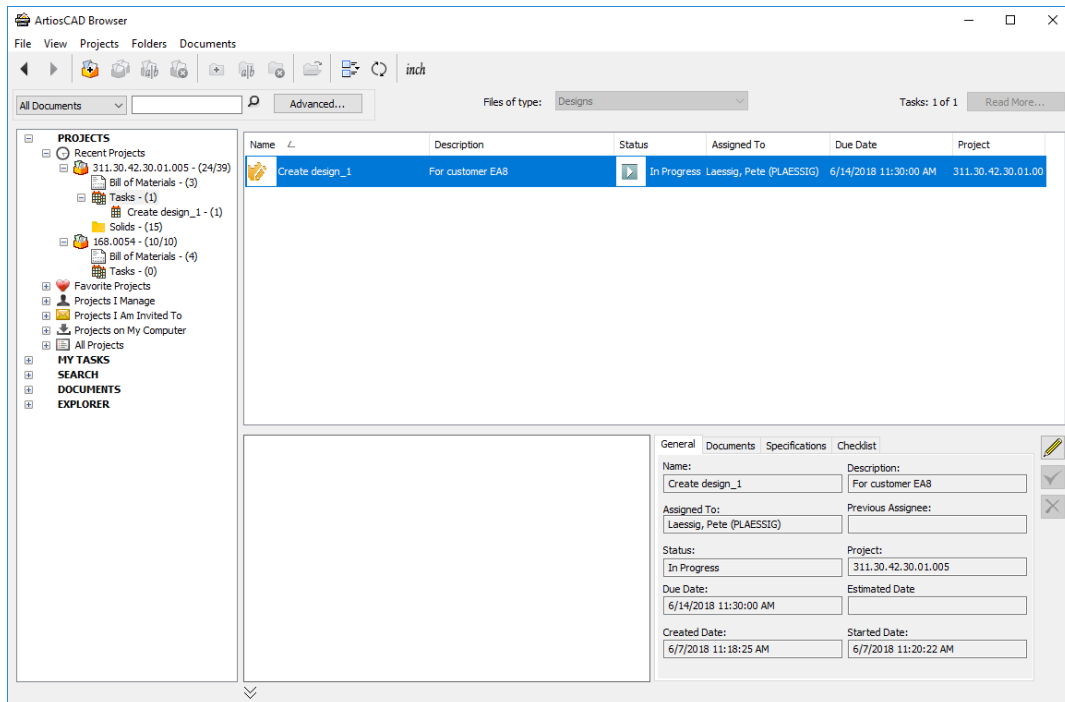 ArtiosCAD Browser
File View Projects Folders Documents
inch
All Documents
Advanced...
Files of type: Designs
Tasks: 1 of 1
Read More...
PROJECTS
Recent Projects
311.30.42.30.01.005 - (24/39)
Bill of Materials - (3)
Tasks - (1)
Create design_1 - (1)
Solids - (15)
168.0054 - (10/10)
Bill of Materials - (4)
Tasks - (0)
Favorite Projects
Projects I Manage
Projects I Am Invited To
Projects on My Computer
All Projects
MY TASKS
SEARCH
DOCUMENTS
EXPLORER
Name Description Status Assigned To Due Date Project
Create design_1 For customer EA8 In Progress Laessig, Pete (PLAESSIG) 6/14/2018 11:30:00 AM 311.30.42.30.01.00
General Documents Specifications Checklist
Name: Description:
Create design_1 For customer EA8
Assigned To: Previous Assignee:
Laessig, Pete (PLAESSIG)
Status: Project:
In Progress 311.30.42.30.01.005
Due Date: Estimated Date
6/14/2018 11:30:00 AM
Created Date: Started Date:
6/7/2018 11:18:25 AM 6/7/2018 11:20:22 AM